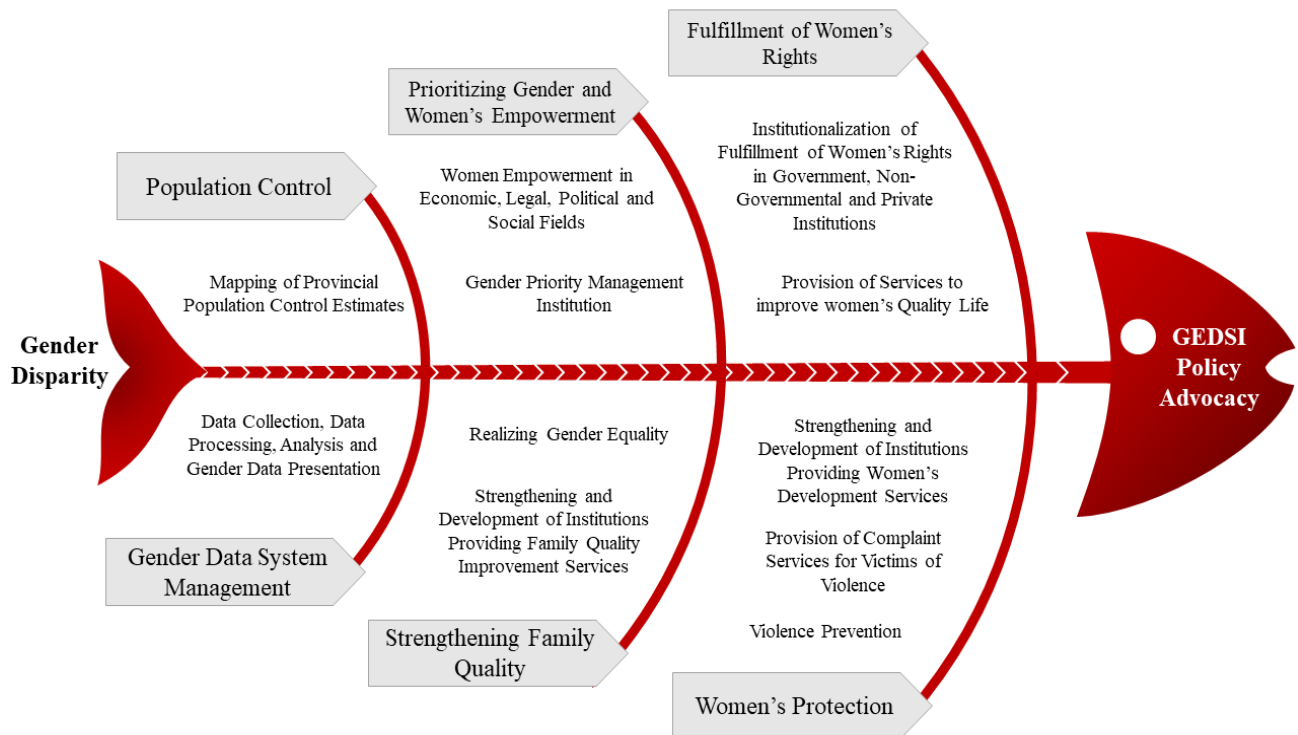 Fulfillment of Women's
Rights
Prioritizing Gender and
Women's Empowerment
Institutionalization of
Fulfillment of Women's Rights
in Government, Non-
Governmental and Private
Institutions
Population Control
Women Empowerment in
Economic, Legal, Political and
Social Fields
Mapping of Provincial
Population Control Estimates
Gender Priority Management
Institution
Provision of Services to
improve women's Quality Life
Gender
Disparity
GEDSI
Policy
Advocacy
Data Collection, Data
Processing, Analysis and
Gender Data Presentation
Realizing Gender Equality
Strengthening and
Development of Institutions
Providing Women's
Development Services
Strengthening and
Development of Institutions
Providing Family Quality
Improvement Services
Provision of Complaint
Services for Victims of
Violence
Gender Data System
Management
Violence Prevention
Strengthening Family
Quality
Women's Protection